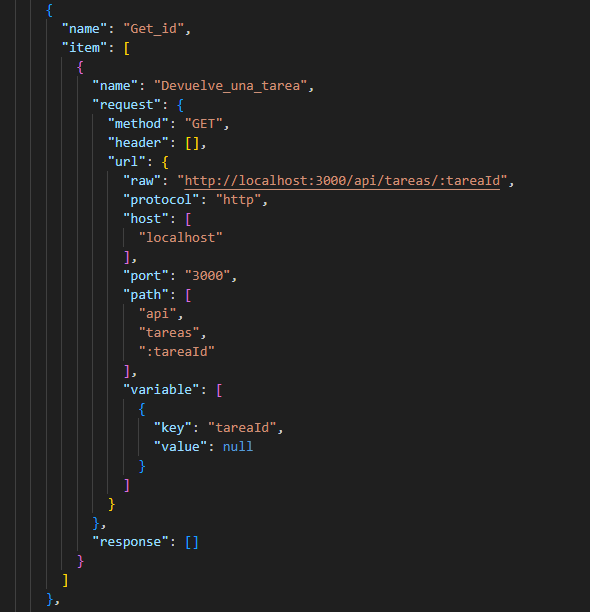 {
"name": "Get_id",
"item": [
{
"name": "Devuelve_una_tarea",
"request": {
"method": "GET",
"header": [],
"url": {
"raw": "http://localhost:3000/api/tareas/:tareaId",
"protocol": "http",
"host": [
"localhost"
],
"port": "3000",
"path": [
"api",
"tareas",
":tareaId"
],
"variable": [
{
"key": "tareaId",
"value": null
}
]
}
},
"response": []
}
]
},